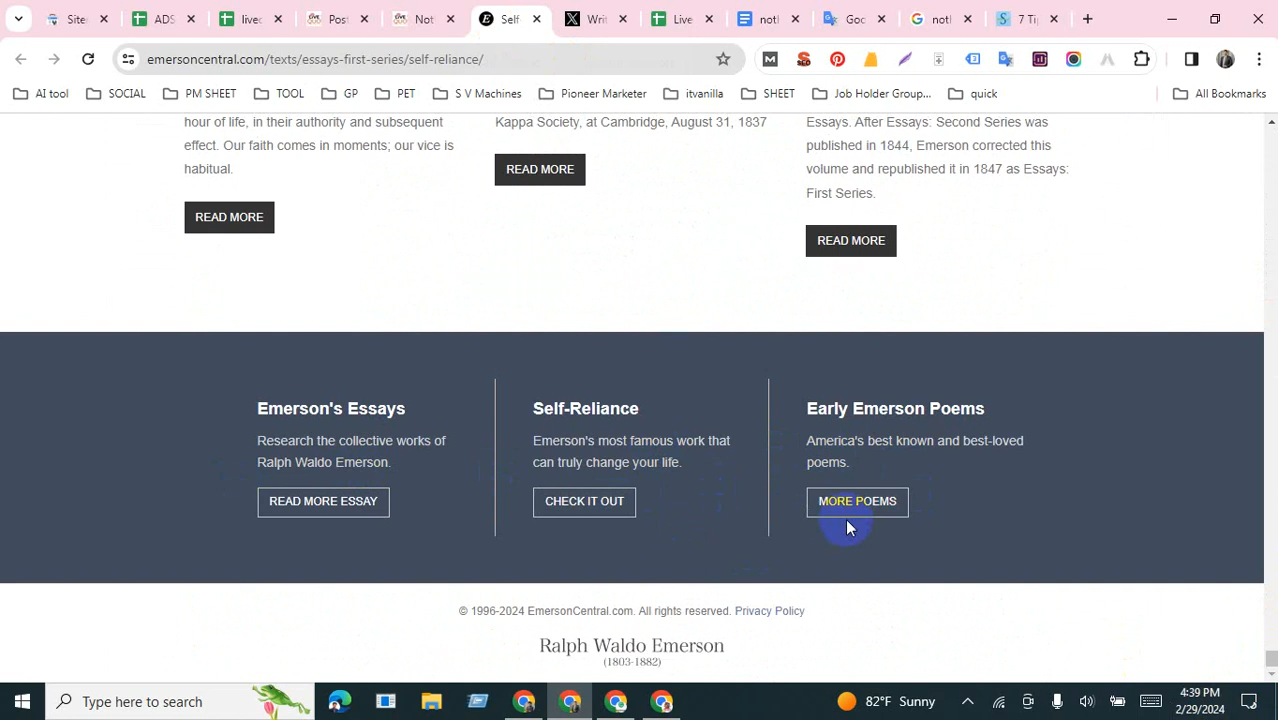 Site
ADS
livec
Post
Not
Self
Writ
Live
notl
Goc
notl
7 Tip
emersoncentral.com/texts/essays-first-series/self-reliance/
AI tool
SOCIAL
PM SHEET
TOOL
GP
PET
S V Machines
Pioneer Marketer
itvanilla
SHEET
Job Holder Group...
quick
All Bookmarks
hour of life, in their authority and subsequent
effect. Our faith comes in moments; our vice is
habitual.
READ MORE
Kappa Society, at Cambridge, August 31, 1837
READ MORE
Essays. After Essays: Second Series was
published in 1844, Emerson corrected this
volume and republished it in 1847 as Essays:
First Series.
READ MORE
Emerson's Essays
Research the collective works of
Ralph Waldo Emerson.
READ MORE ESSAY
Self-Reliance
Emerson's most famous work that
can truly change your life.
CHECK IT OUT
Early Emerson Poems
America's best known and best-loved
poems.
MORE POEMS
© 1996-2024 EmersonCentral.com. All rights reserved. Privacy Policy
Ralph Waldo Emerson
(1803-1882)
Type here to search
82°F Sunny
4:39 PM
2/29/2024